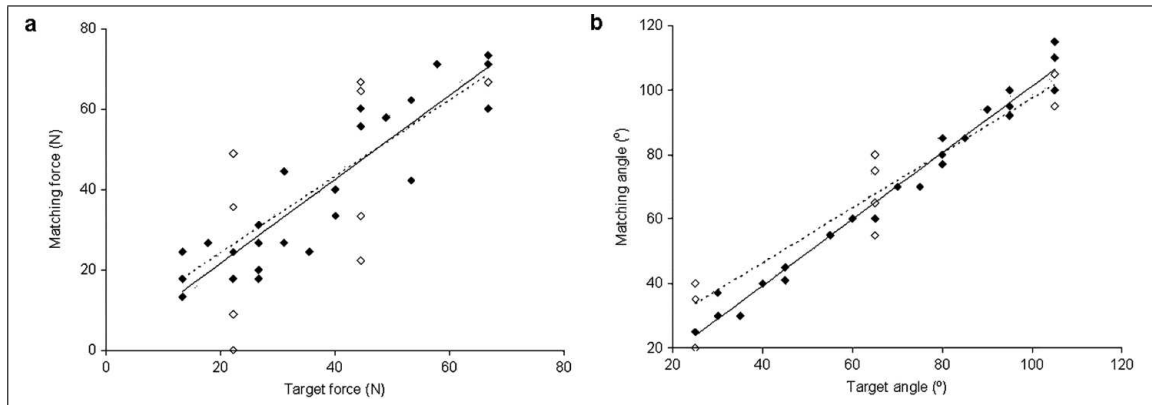 a
80
60
40
20
0
Matching force (N)
0 20 40 60 80
Target force (N)
b
120
100
80
60
40
20
Matching angle (º)
20 40 60 80 100 120
Target angle (º)